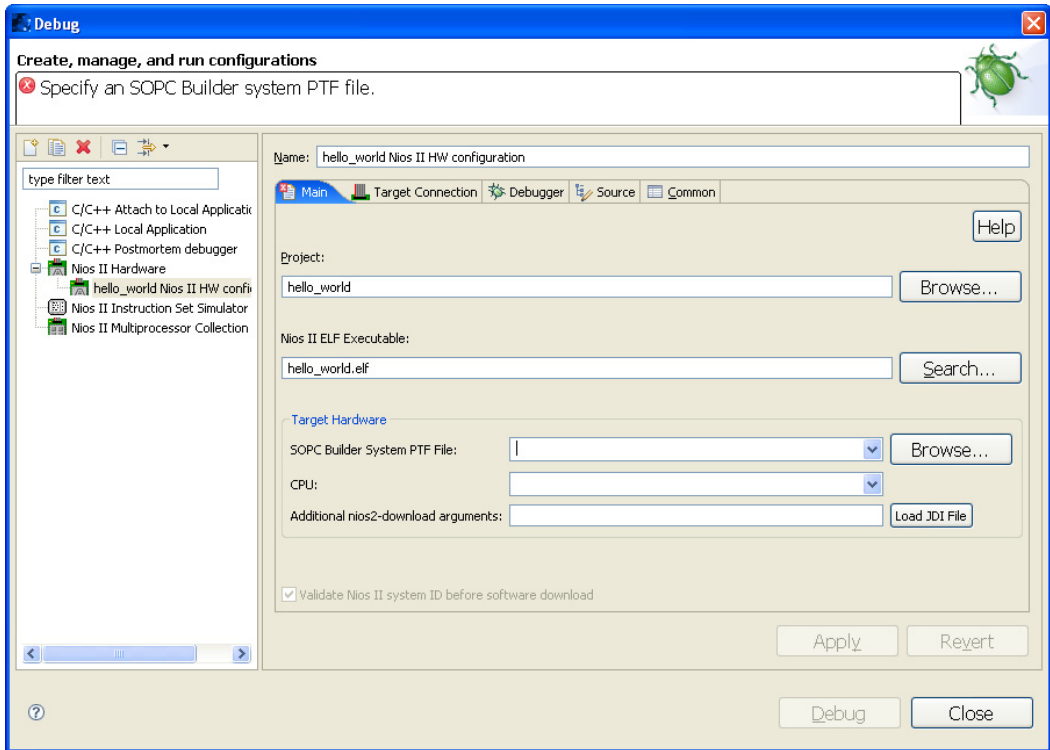 Debug
Create, manage, and run configurations
Specify an SOPC Builder system PTF file.
type filter text
C/C++ Attach to Local Applicatic
C/C++ Local Application
C/C++ Postmortem debugger
Nios II Hardware
hello_world Nios II HW confi
Nios II Instruction Set Simulator
Nios II Multiprocessor Collection
Name: hello_world Nios II HW configuration
Main Target Connection Debugger Source Common
Help
Project:
hello_world Browse...
Nios II ELF Executable:
hello_world.elf Search...
Target Hardware
SOPC Builder System PTF File: Browse...
CPU:
Additional nios2-download arguments: Load JDI File
Validate Nios II system ID before software download
Apply Revert
Debug Close